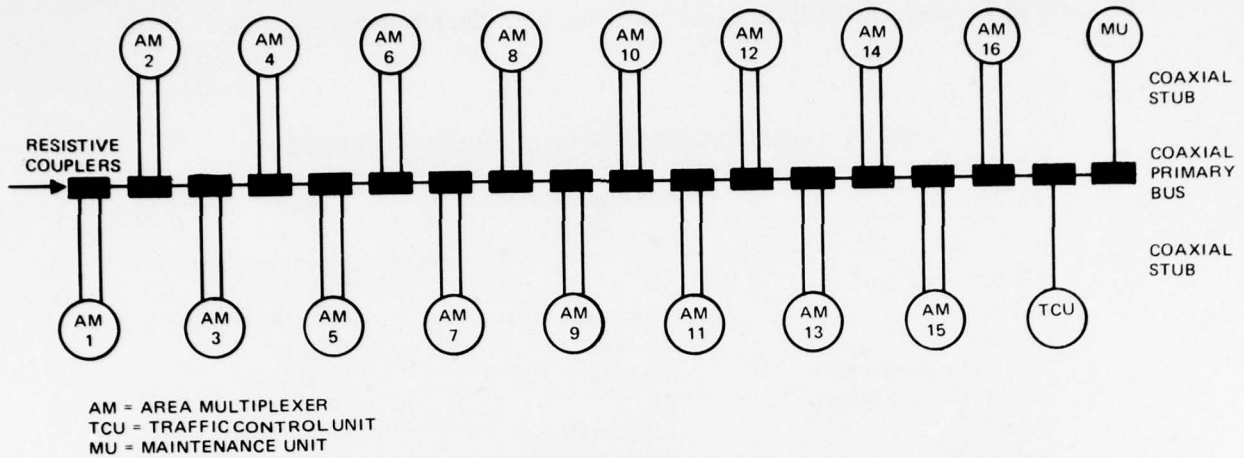 AM 2
AM 4
AM 6
AM 8
AM 10
AM 12
AM 14
AM 16
MU
COAXIAL
STUB
RESISTIVE
COUPLERS
COAXIAL
PRIMARY
BUS
COAXIAL
STUB
AM 1
AM 3
AM 5
AM 7
AM 9
AM 11
AM 13
AM 15
TCU
AM = AREA MULTIPLEXER
TCU = TRAFFIC CONTROL UNIT
MU = MAINTENANCE UNIT